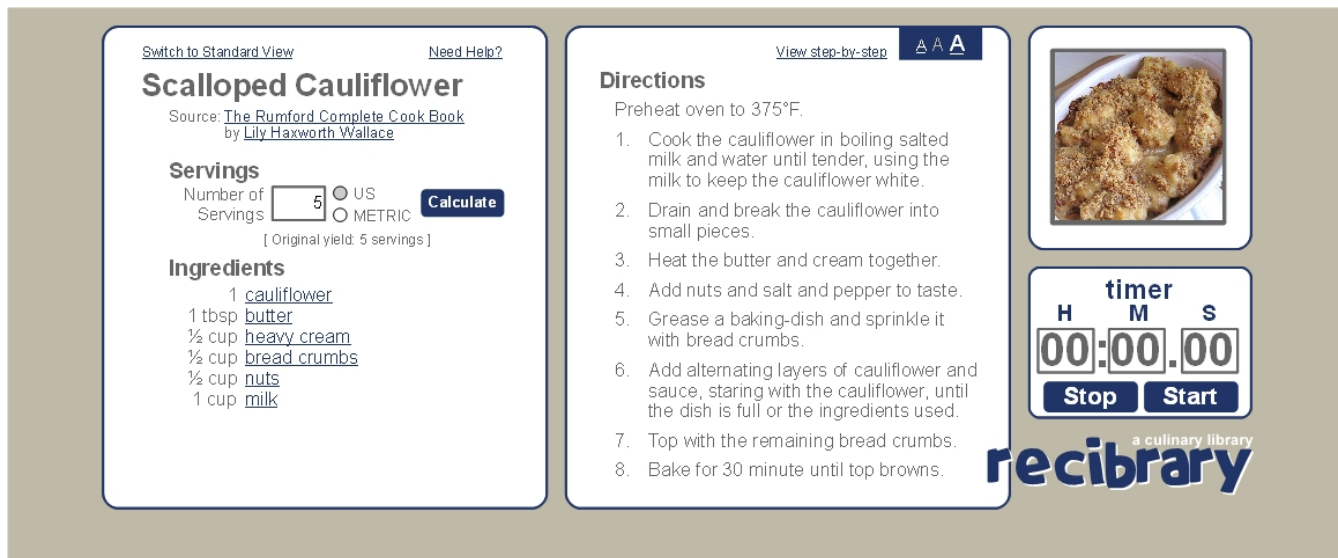 Switch to Standard View
Need Help?
Scalloped Cauliflower
Source: The Rumford Complete Cook Book
by Lily Haxworth Wallace
Servings
Number of
Servings
5
US
METRIC
Calculate
[ Original yield: 5 servings ]
Ingredients
1 cauliflower
1 tbsp butter
½ cup heavy cream
½ cup bread crumbs
½ cup nuts
1 cup milk
View step-by-step
A A A
Directions
Preheat oven to 375°F.
1. Cook the cauliflower in boiling salted
milk and water until tender, using the
milk to keep the cauliflower white.
2. Drain and break the cauliflower into
small pieces.
3. Heat the butter and cream together.
4. Add nuts and salt and pepper to taste.
5. Grease a baking-dish and sprinkle it
with bread crumbs.
6. Add alternating layers of cauliflower and
sauce, staring with the cauliflower, until
the dish is full or the ingredients used.
7. Top with the remaining bread crumbs.
8. Bake for 30 minute until top browns.
timer
H M S
00:00.00
Stop Start
a culinary library
recibrary